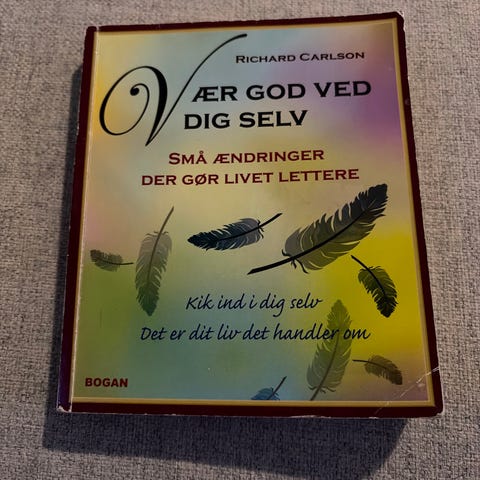 RICHARD CARLSON
VÆR GOD VED
DIG SELV
SMÅ ÆNDRINGER
DER GØR LIVET LETTERE
Kik ind i dig selv
Det er dit liv det handler om
BOGAN